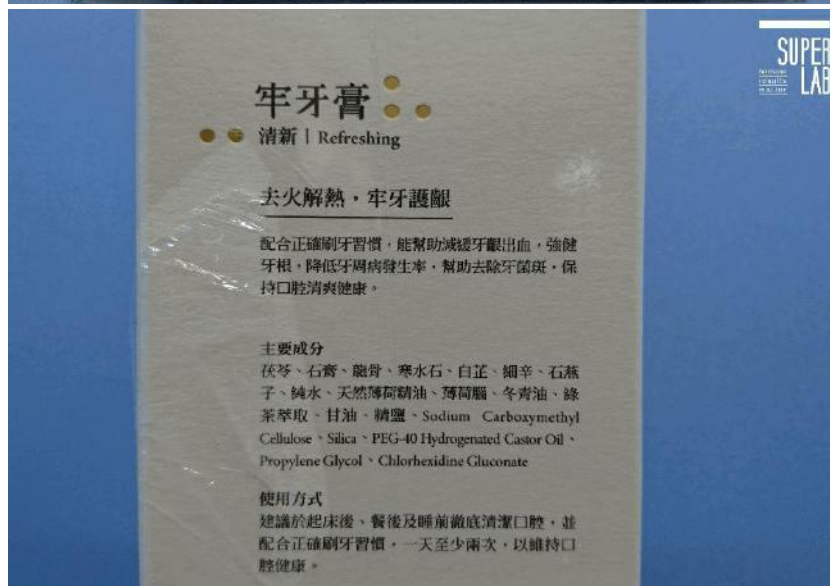 SUPER
LAB
牢牙膏
清新 | Refreshing
去火解熱・牢牙護齦
配合正確刷牙習慣，能幫助減緩牙齦出血，強健
牙根，降低牙周病發生率，幫助去除牙菌斑，保
持口腔清爽健康。
主要成分
茯苓、石膏、龍骨、寒水石、白芷、細辛、石燕
子、純水、天然薄荷精油、薄荷腦、冬青油、綠
茶萃取、甘油、精鹽、Sodium Carboxymethyl
Cellulose、Silica、PEG-40 Hydrogenated Castor Oil、
Propylene Glycol、Chlorhexidine Gluconate
使用方式
建議於起床後、餐後及睡前徹底清潔口腔，並
配合正確刷牙習慣，一天至少兩次，以維持口
腔健康。